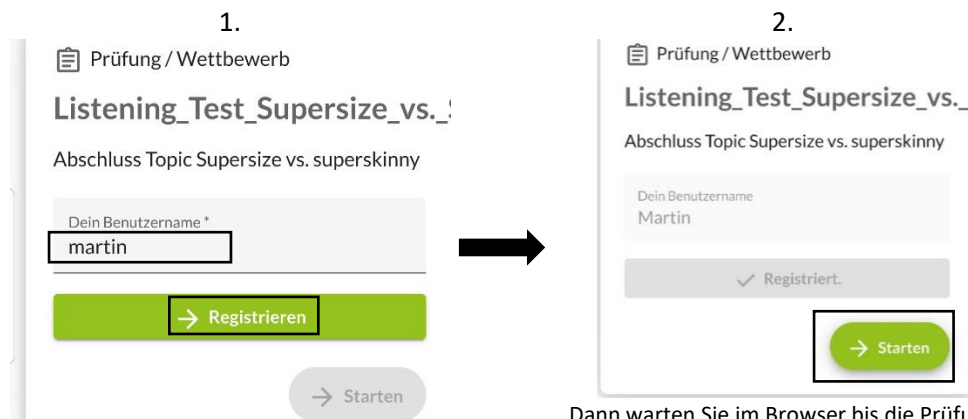 1.
Prüfung / Wettbewerb
Listening_Test_Supersize_vs._
Abschluss Topic Supersize vs. superskinny
Dein Benutzername *
martin
→ Registrieren
→ Starten
2.
Prüfung / Wettbewerb
Listening_Test_Supersize_vs._
Abschluss Topic Supersize vs. superskinny
Dein Benutzername
Martin
✓ Registriert.
→ Starten
Dann warten Sie im Browser bis die